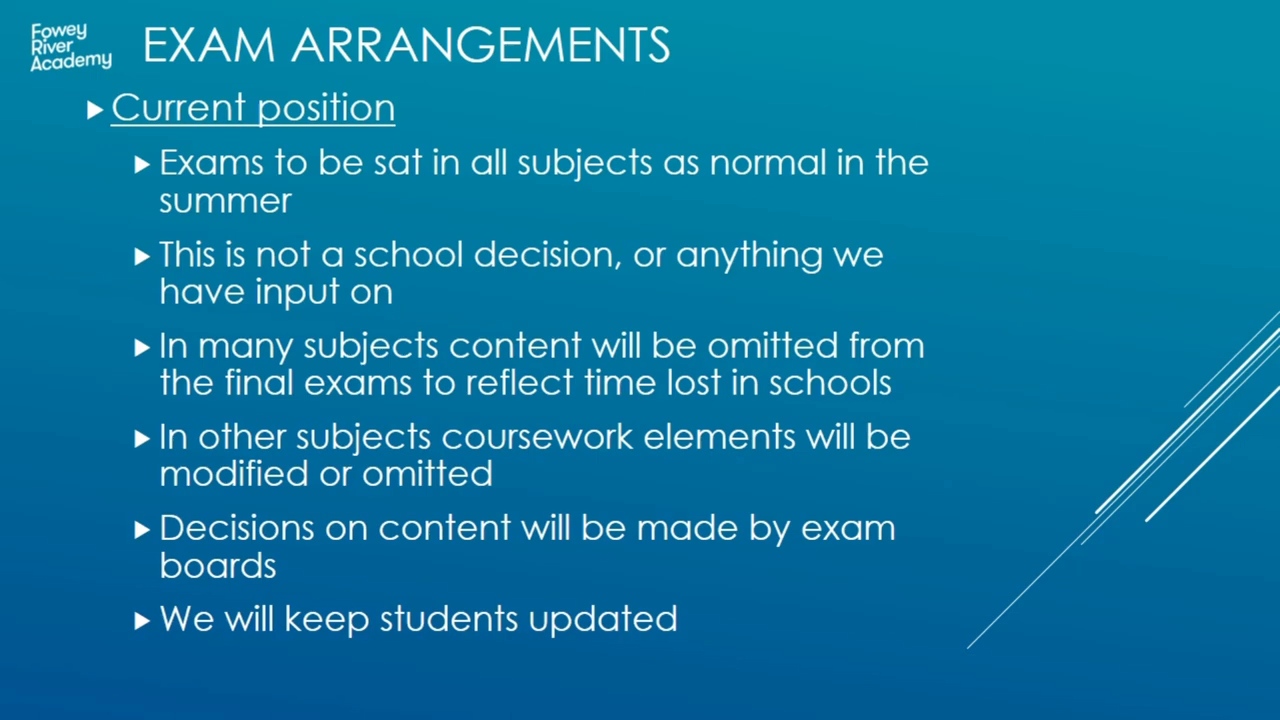 Fowey
River
Academy
EXAM ARRANGEMENTS
Current position
Exams to be sat in all subjects as normal in the
summer
This is not a school decision, or anything we
have input on
In many subjects content will be omitted from
the final exams to reflect time lost in schools
In other subjects coursework elements will be
modified or omitted
Decisions on content will be made by exam
boards
We will keep students updated